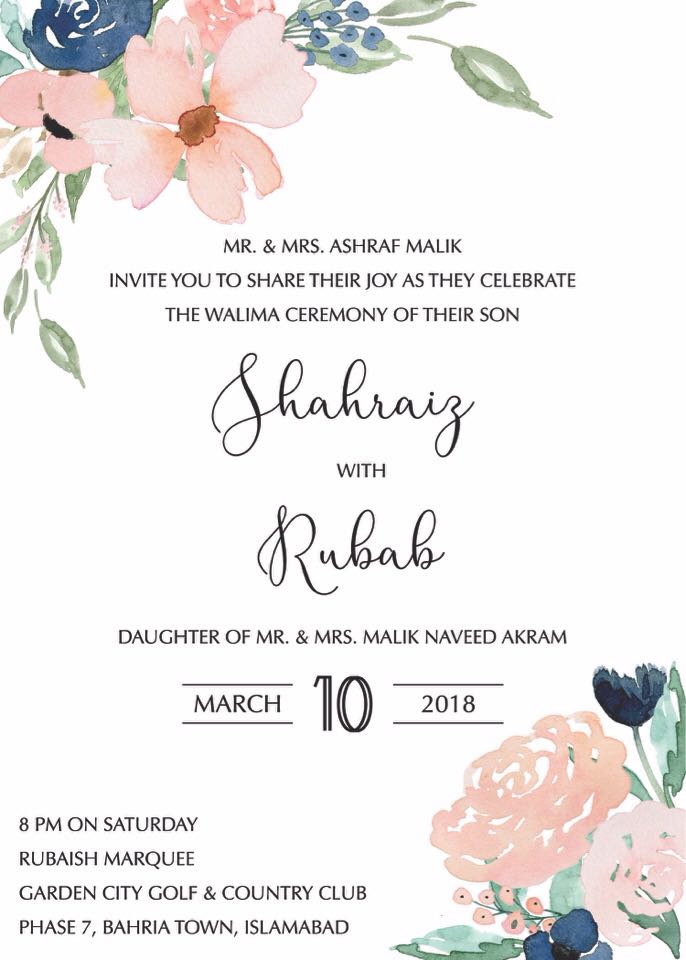 MR. & MRS. ASHRAF MALIK
INVITE YOU TO SHARE THEIR JOY AS THEY CELEBRATE
THE WALIMA CEREMONY OF THEIR SON
Shahraiz
WITH
Rubab
DAUGHTER OF MR. & MRS. MALIK NAVEED AKRAM
MARCH 10 2018
8 PM ON SATURDAY
RUBAISH MARQUEE
GARDEN CITY GOLF & COUNTRY CLUB
PHASE 7, BAHRIA TOWN, ISLAMABAD